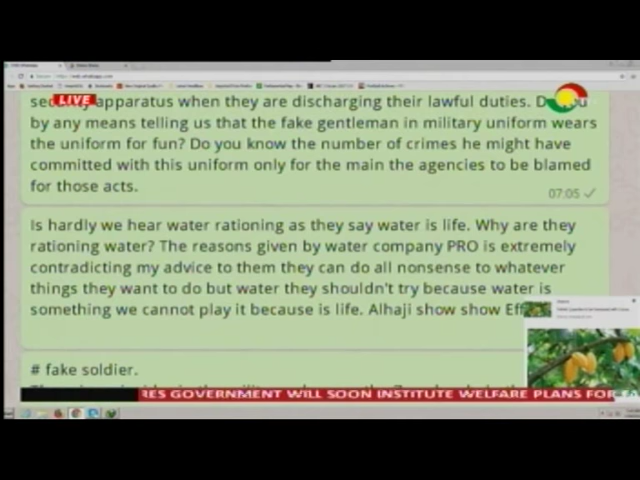 LIVE
apparatus when they are discharging their lawful duties.
by any means telling us that the fake gentleman in military uniform wears
the uniform for fun? Do you know the number of crimes he might have
committed with this uniform only for the main the agencies to be blamed
for those acts.
07:05
Is hardly we hear water rationing as they say water is life. Why are they
rationing water? The reasons given by water company PRO is extremely
contradicting my advice to them they can do all nonsense to whatever
things they want to do but water they shouldn't try because water is
something we cannot play it because is life. Alhaji show show
# fake soldier.
RES GOVERNMENT WILL SOON INSTITUTE WELFARE PLANS FOR